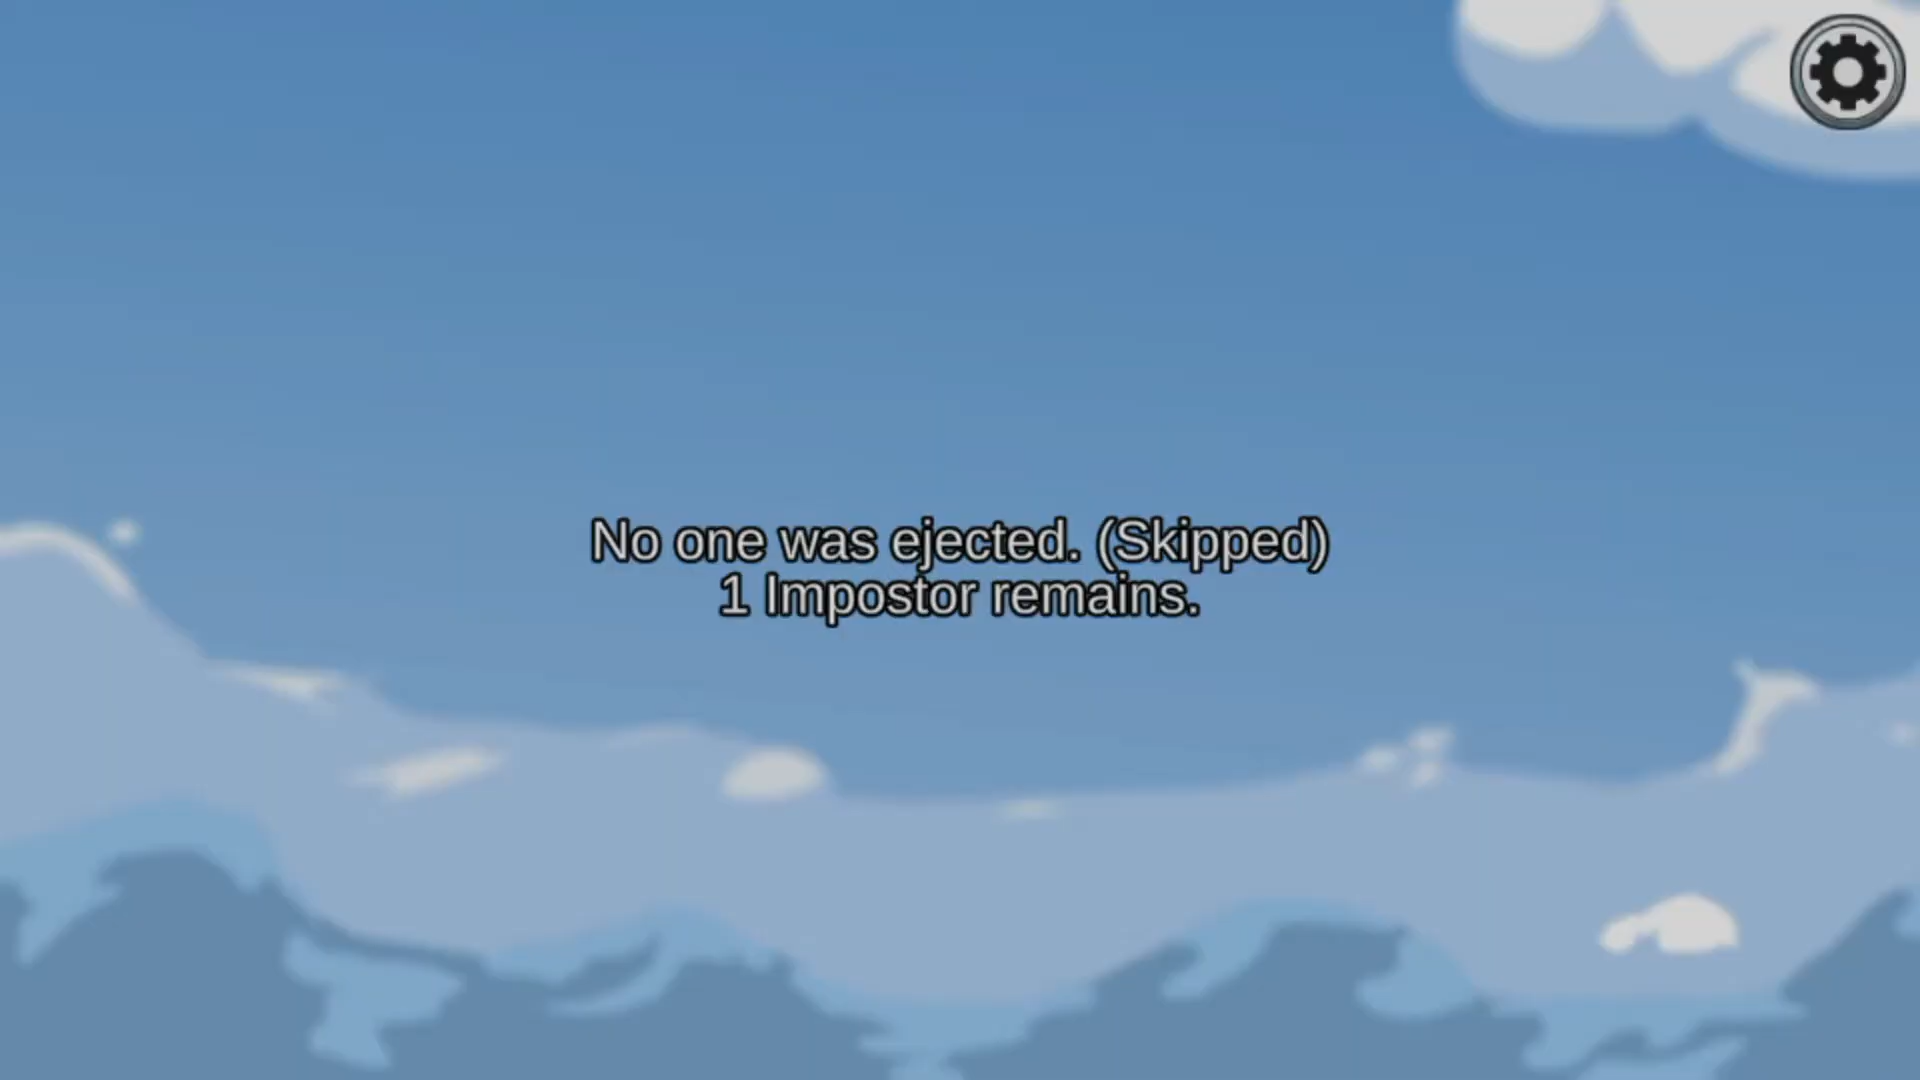 No one was ejected. (Skipped)
1 Impostor remains.